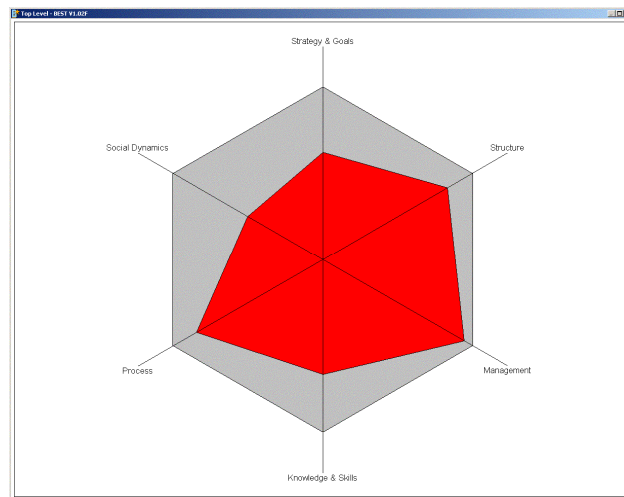 Top Level - BEST V1.02F
Strategy & Goals
Social Dynamics
Structure
Process
Management
Knowledge & Skills